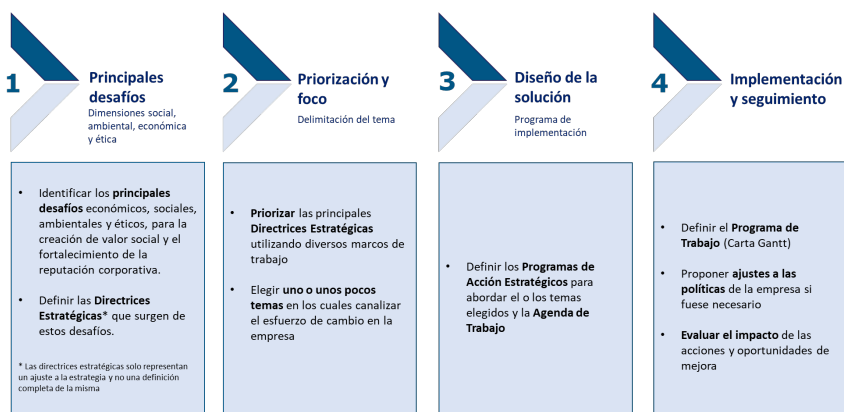 1
Principales
desafíos
Dimensiones social,
ambiental, económica
y ética
• Identificar los principales
desafíos económicos, sociales,
ambientales y éticos, para la
creación de valor social y el
fortalecimiento de la
reputación corporativa.
• Definir las Directrices
Estratégicas* que surgen de
estos desafíos.
* Las directrices estratégicas solo representan
un ajuste a la estrategia y no una definición
completa de la misma
2
Priorización y
foco
Delimitación del tema
• Priorizar las principales
Directrices Estratégicas
utilizando diversos marcos de
trabajo
• Elegir uno o unos pocos
temas en los cuales canalizar
el esfuerzo de cambio en la
empresa
3
Diseño de la
solución
Programa de
implementación
• Definir los Programas de
Acción Estratégicos para
abordar el o los temas
elegidos y la Agenda de
Trabajo
4
Implementación
y seguimiento
• Definir el Programa de
Trabajo (Carta Gantt)
• Proponer ajustes a las
políticas de la empresa si
fuese necesario
• Evaluar el impacto de las
acciones y oportunidades de
mejora